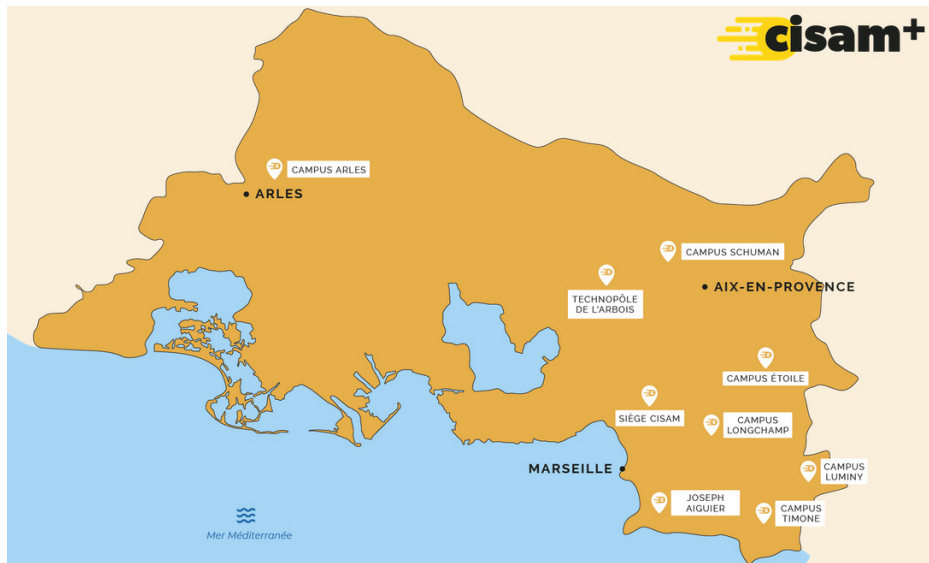 cisam+
CAMPUS ARLES
ARLES
CAMPUS SCHUMAN
TECHNOPÔLE
DE L'ARBOIS
AIX-EN-PROVENCE
CAMPUS ÉTOILE
SIÈGE CISAM
CAMPUS
LONGCHAMP
MARSEILLE
CAMPUS
LUMINY
JOSEPH
AIGUIER
CAMPUS
TIMONE
Mer Méditerranée